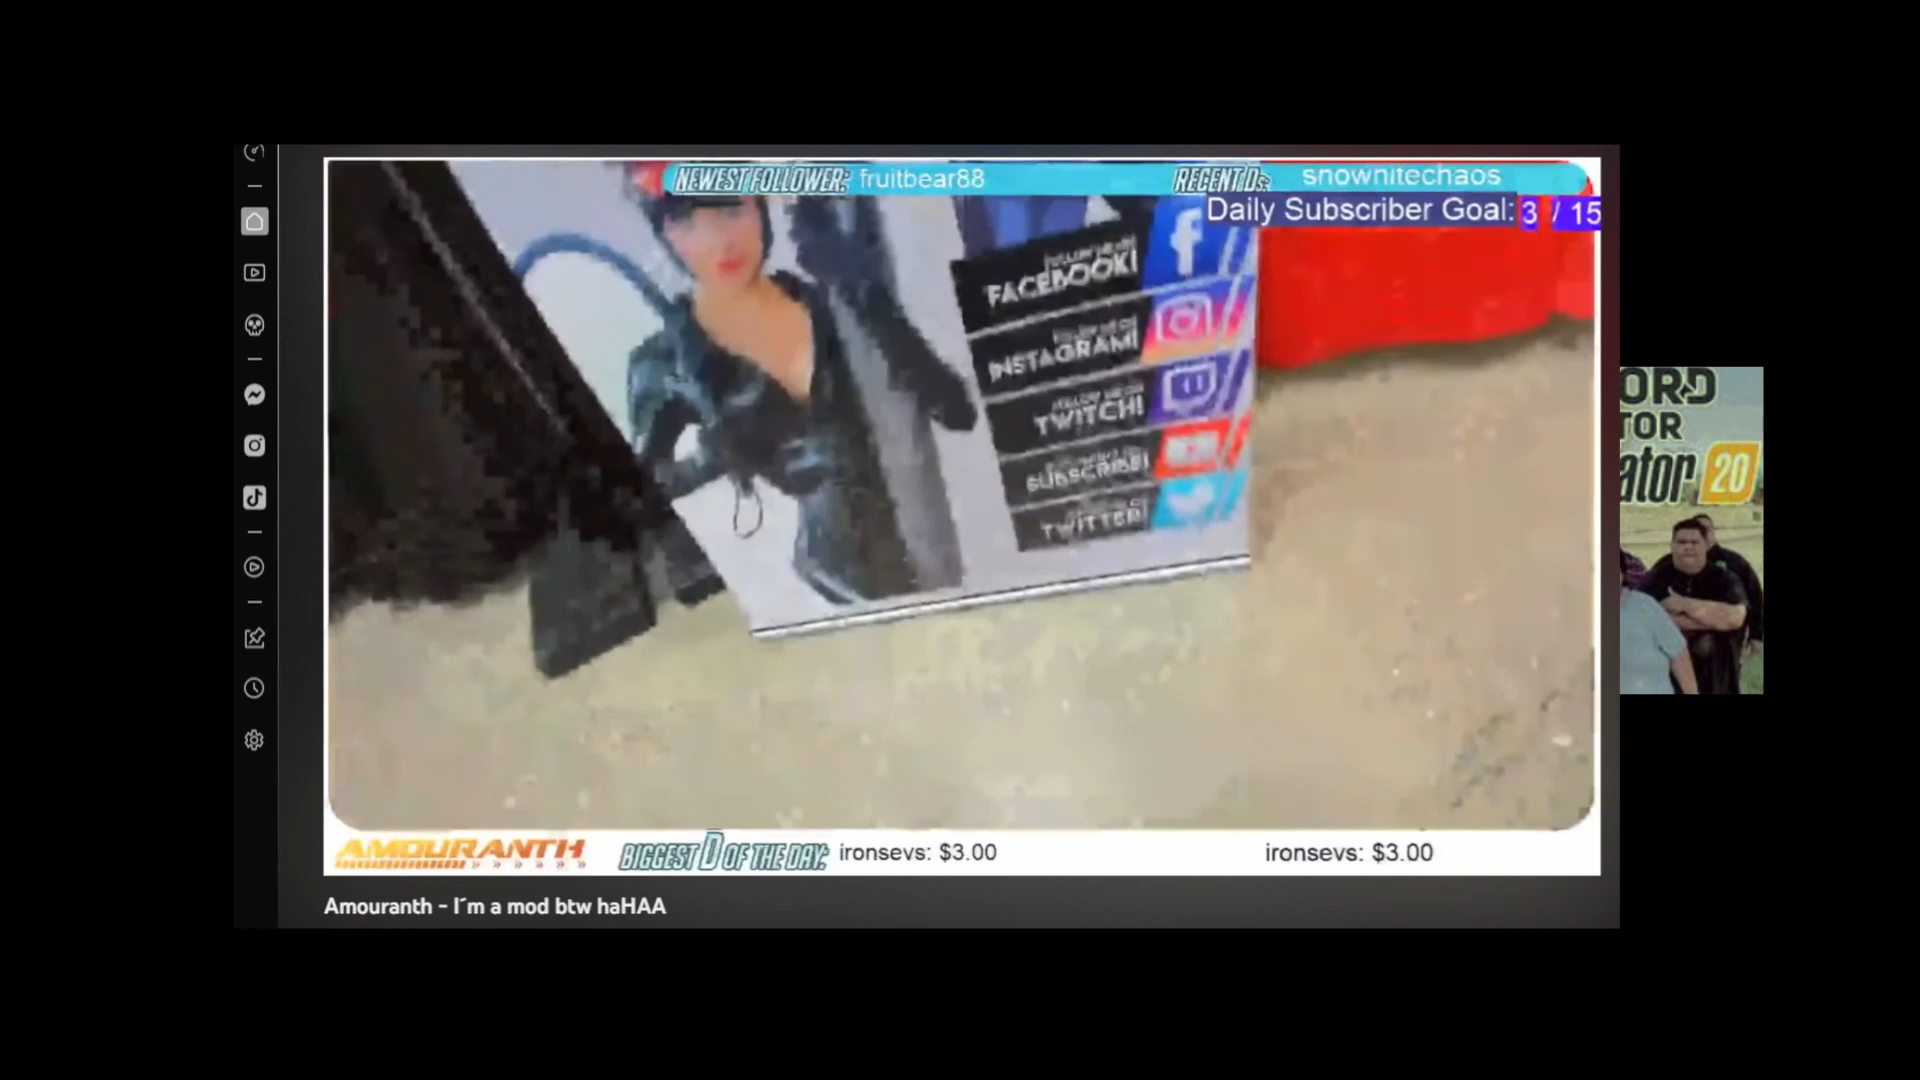 NEWEST FOLLOWER: fruitbear88
RECENT Ds: snownitechaos
Daily Subscriber Goal: 3 / 15
FACEBOOK!
INSTAGRAM!
TWITCH!
SUBSCRIBE!
TWITTER!
ORD
TOR
ator 20
AMOURANTH
BIGGEST D OF THE DAY: ironsevs: $3.00
ironsevs: $3.00
Amouranth - I´m a mod btw haHAA